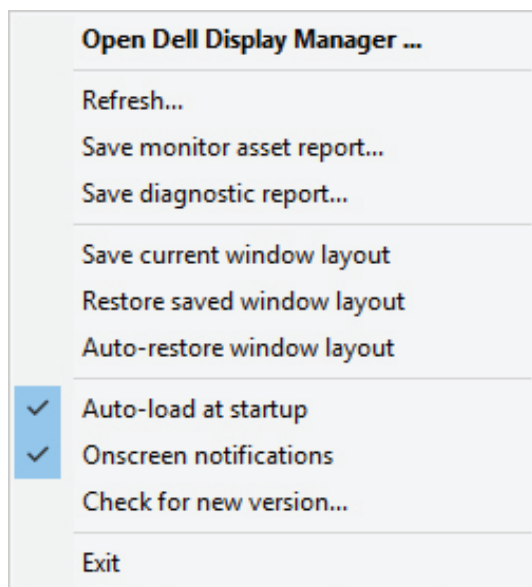 Open Dell Display Manager ...
Refresh...
Save monitor asset report...
Save diagnostic report...
Save current window layout
Restore saved window layout
Auto-restore window layout
Auto-load at startup
Onscreen notifications
Check for new version...
Exit